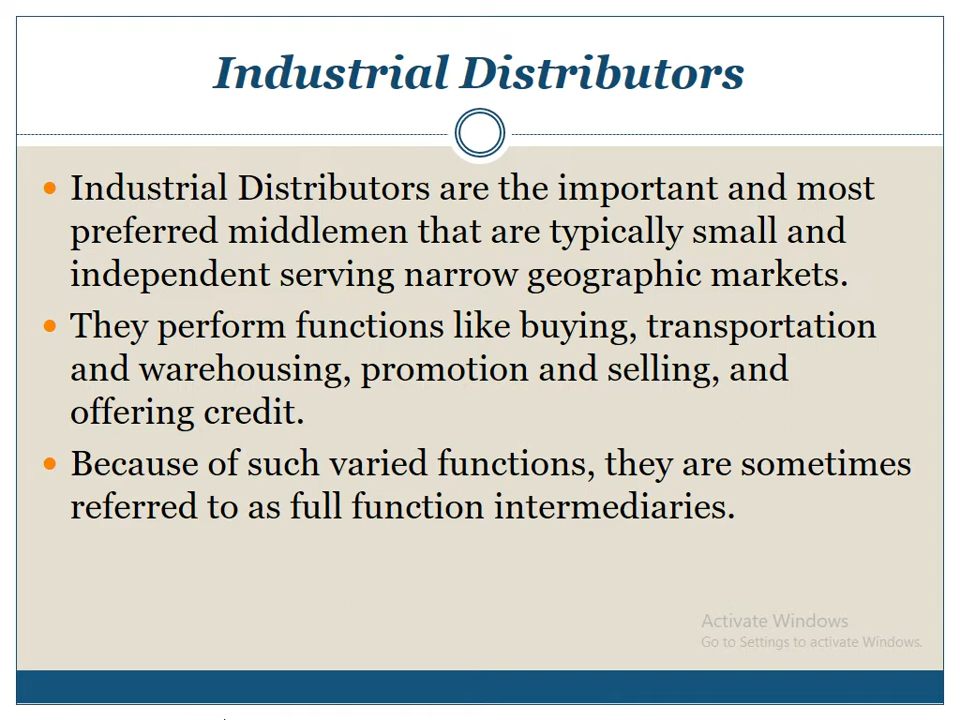 Industrial Distributors
Industrial Distributors are the important and most
preferred middlemen that are typically small and
independent serving narrow geographic markets.
They perform functions like buying, transportation
and warehousing, promotion and selling, and
offering credit.
Because of such varied functions, they are sometimes
referred to as full function intermediaries.
Activate Windows
Go to Settings to activate Windows.